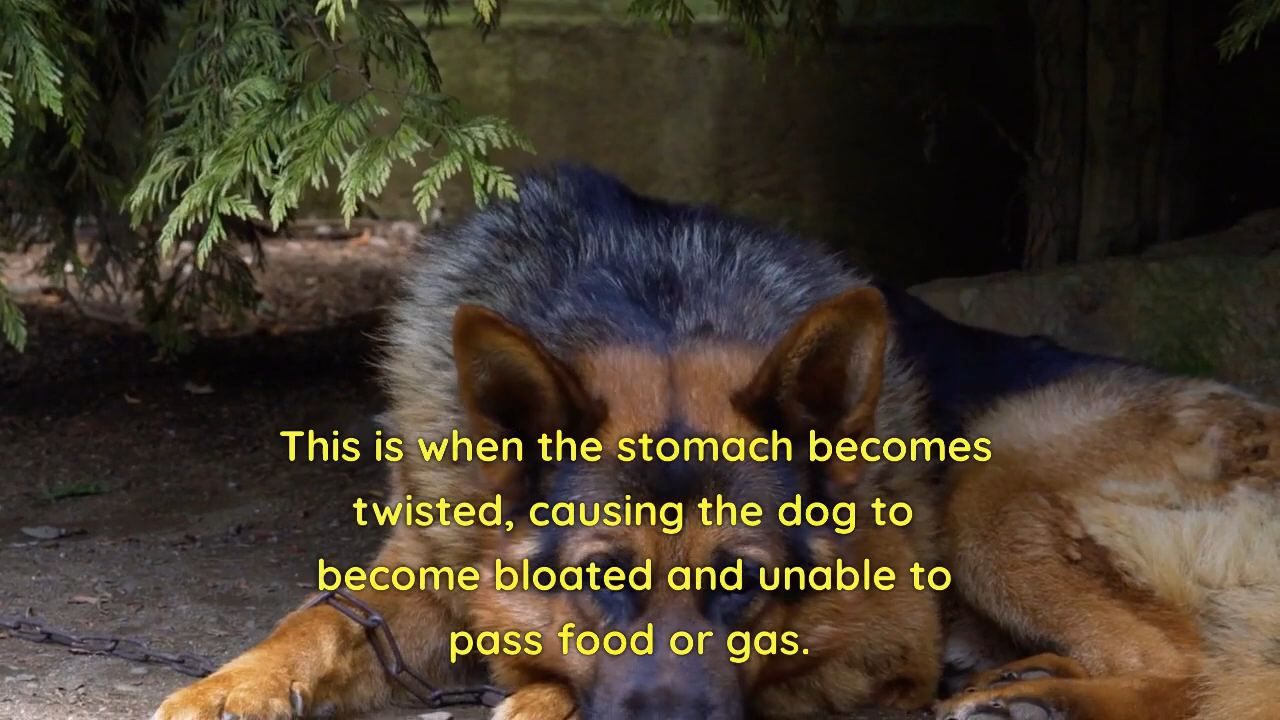 This is when the stomach becomes
twisted, causing the dog to
become bloated and unable to
pass food or gas.